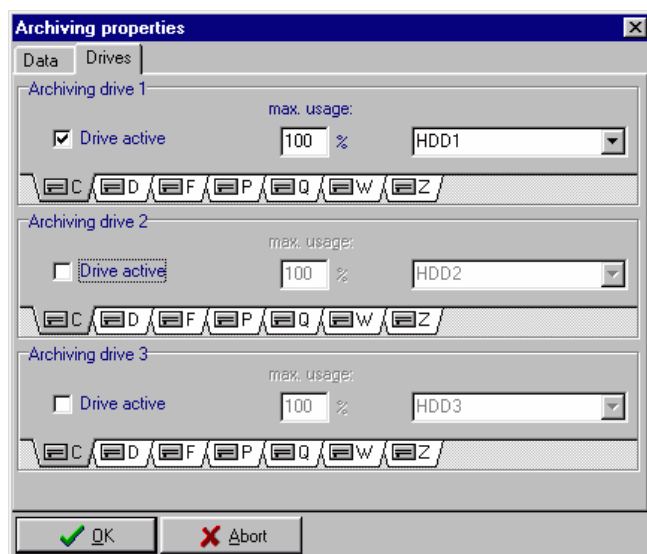 Archiving properties
Data Drives
Archiving drive 1
max. usage:
Drive active 100 % HDD1
C D F P Q W Z
Archiving drive 2
max. usage:
Drive active 100 % HDD2
C D F P Q W Z
Archiving drive 3
max. usage:
Drive active 100 % HDD3
C D F P Q W Z
OK Abort